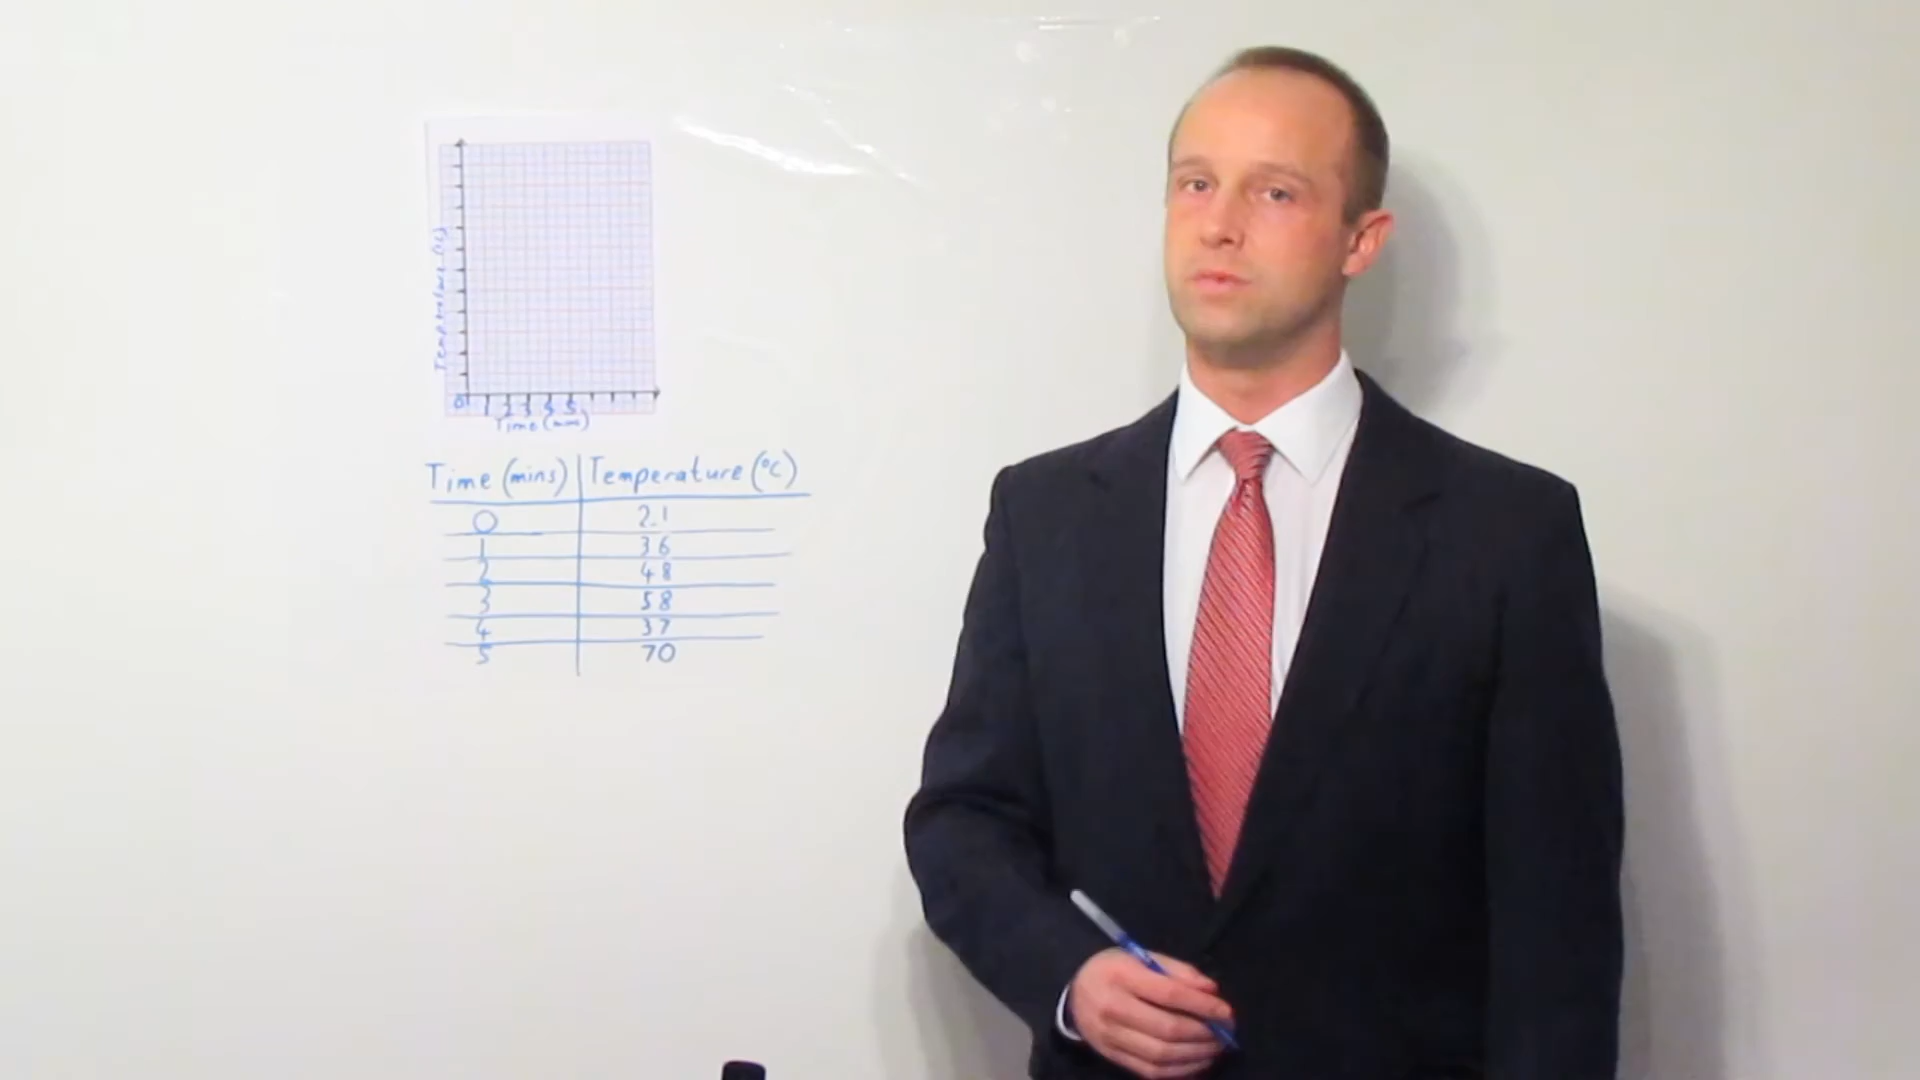 Temperature (°C)
0 1 2 3 4 5
Time (mins)
Time (mins) Temperature (°C)
0 21
1 36
2 48
3 58
4 37
5 70